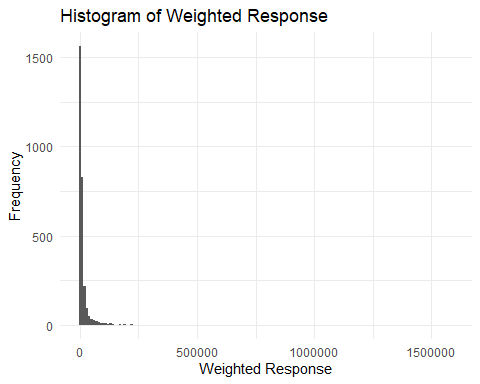 Histogram of Weighted Response
1500
1000
500
0
Frequency
0 500000 1000000 1500000
Weighted Response